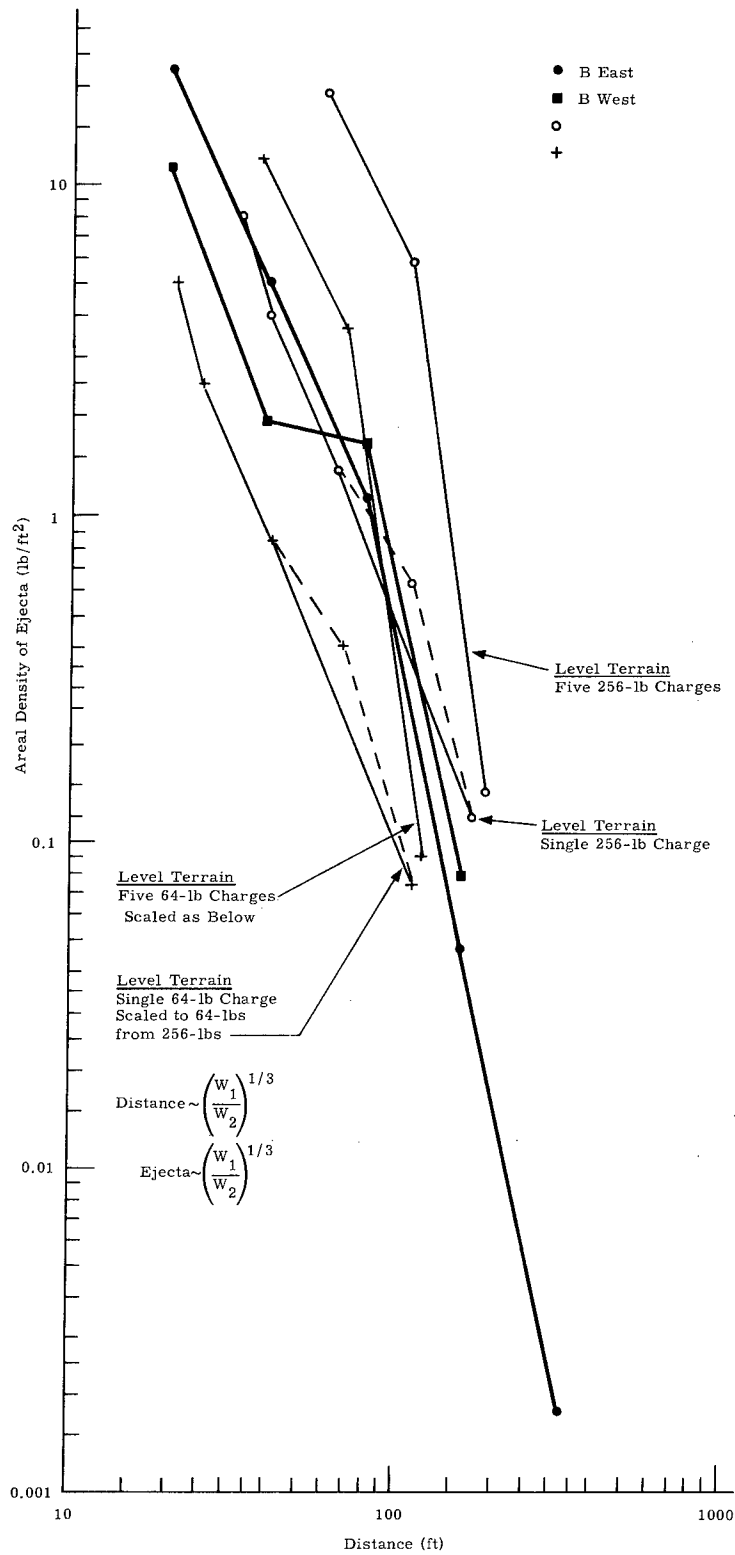 B East
B West
10
1
0.1
0.01
0.001
Areal Density of Ejecta (lb/ft²)
Level Terrain
Five 256-lb Charges
Level Terrain
Single 256-lb Charge
Level Terrain
Five 64-lb Charges
Scaled as Below
Level Terrain
Single 64-lb Charge
Scaled to 64-lbs
from 256-lbs
Distance ~ (W₁/W₂)^1/3
Ejecta ~ (W₁/W₂)^1/3
10
100
1000
Distance (ft)